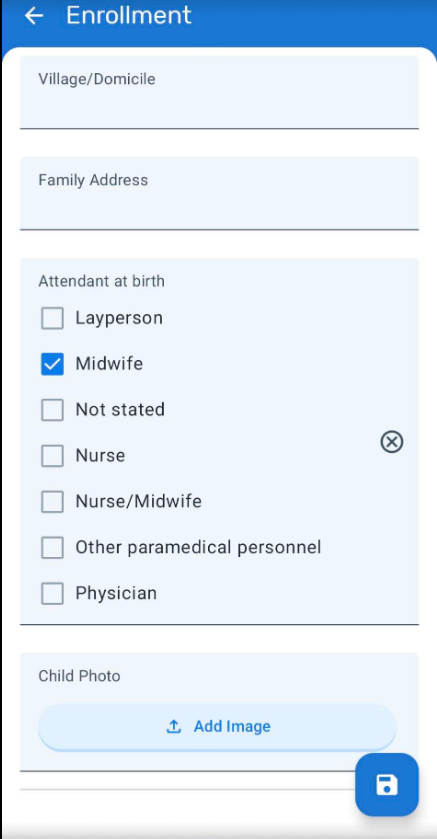 Enrollment
Village/Domicile
Family Address
Attendant at birth
Layperson
Midwife
Not stated
Nurse
Nurse/Midwife
Other paramedical personnel
Physician
Child Photo
Add Image